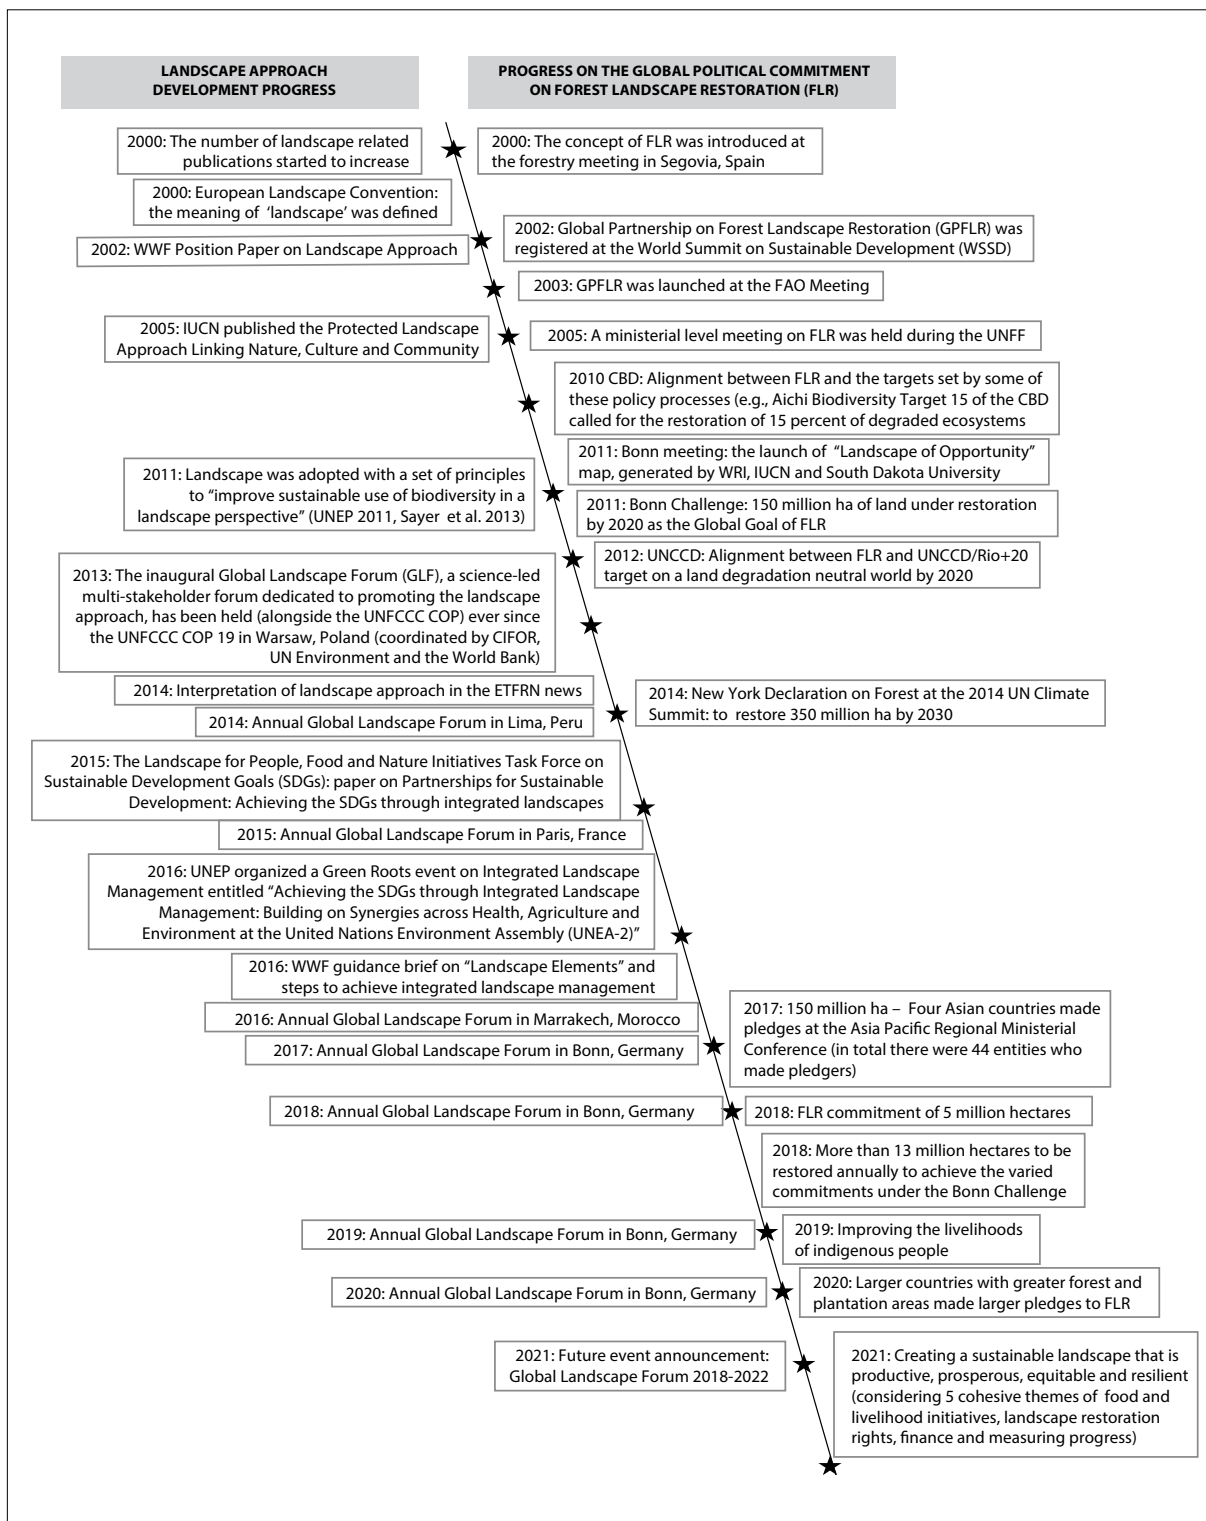 LANDSCAPE APPROACH
DEVELOPMENT PROGRESS
PROGRESS ON THE GLOBAL POLITICAL COMMITMENT
ON FOREST LANDSCAPE RESTORATION (FLR)
2000: The number of landscape related
publications started to increase
2000: The concept of FLR was introduced at
the forestry meeting in Segovia, Spain
2000: European Landscape Convention:
the meaning of 'landscape' was defined
2002: WWF Position Paper on Landscape Approach
2002: Global Partnership on Forest Landscape Restoration (GPFLR) was
registered at the World Summit on Sustainable Development (WSSD)
2003: GPFLR was launched at the FAO Meeting
2005: IUCN published the Protected Landscape
Approach Linking Nature, Culture and Community
2005: A ministerial level meeting on FLR was held during the UNFF
2010 CBD: Alignment between FLR and the targets set by some of
these policy processes (e.g., Aichi Biodiversity Target 15 of the CBD
called for the restoration of 15 percent of degraded ecosystems
2011: Bonn meeting: the launch of "Landscape of Opportunity"
map, generated by WRI, IUCN and South Dakota University
2011: Landscape was adopted with a set of principles
to "improve sustainable use of biodiversity in a
landscape perspective" (UNEP 2011, Sayer et al. 2013)
2011: Bonn Challenge: 150 million ha of land under restoration
by 2020 as the Global Goal of FLR
2012: UNCCD: Alignment between FLR and UNCCD/Rio+20
target on a land degradation neutral world by 2020
2013: The inaugural Global Landscape Forum (GLF), a science-led
multi-stakeholder forum dedicated to promoting the landscape
approach, has been held (alongside the UNFCCC COP) ever since
the UNFCCC COP 19 in Warsaw, Poland (coordinated by CIFOR,
UN Environment and the World Bank)
2014: Interpretation of landscape approach in the ETFRN news
2014: Annual Global Landscape Forum in Lima, Peru
2014: New York Declaration on Forest at the 2014 UN Climate
Summit: to restore 350 million ha by 2030
2015: The Landscape for People, Food and Nature Initiatives Task Force on
Sustainable Development Goals (SDGs): paper on Partnerships for Sustainable
Development: Achieving the SDGs through integrated landscapes
2015: Annual Global Landscape Forum in Paris, France
2016: UNEP organized a Green Roots event on Integrated Landscape
Management entitled "Achieving the SDGs through Integrated Landscape
Management: Building on Synergies across Health, Agriculture and
Environment at the United Nations Environment Assembly (UNEA-2)"
2016: WWF guidance brief on "Landscape Elements" and
steps to achieve integrated landscape management
2016: Annual Global Landscape Forum in Marrakech, Morocco
2017: Annual Global Landscape Forum in Bonn, Germany
2017: 150 million ha – Four Asian countries made
pledges at the Asia Pacific Regional Ministerial
Conference (in total there were 44 entities who
made pledgers)
2018: Annual Global Landscape Forum in Bonn, Germany
2018: FLR commitment of 5 million hectares
2018: More than 13 million hectares to be
restored annually to achieve the varied
commitments under the Bonn Challenge
2019: Annual Global Landscape Forum in Bonn, Germany
2019: Improving the livelihoods
of indigenous people
2020: Annual Global Landscape Forum in Bonn, Germany
2020: Larger countries with greater forest and
plantation areas made larger pledges to FLR
2021: Future event announcement:
Global Landscape Forum 2018-2022
2021: Creating a sustainable landscape that is
productive, prosperous, equitable and resilient
(considering 5 cohesive themes of food and
livelihood initiatives, landscape restoration
rights, finance and measuring progress)